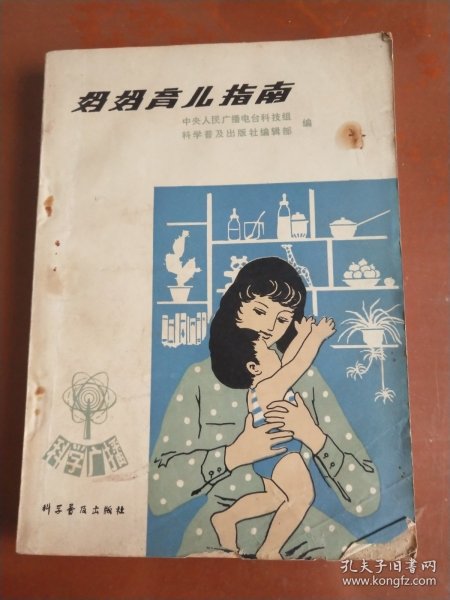 妈妈育儿指南
中央人民广播电台科技组
科学普及出版社编辑部
编
科学广播
科学普及出版社
孔夫子旧书网
www.kongfz.com